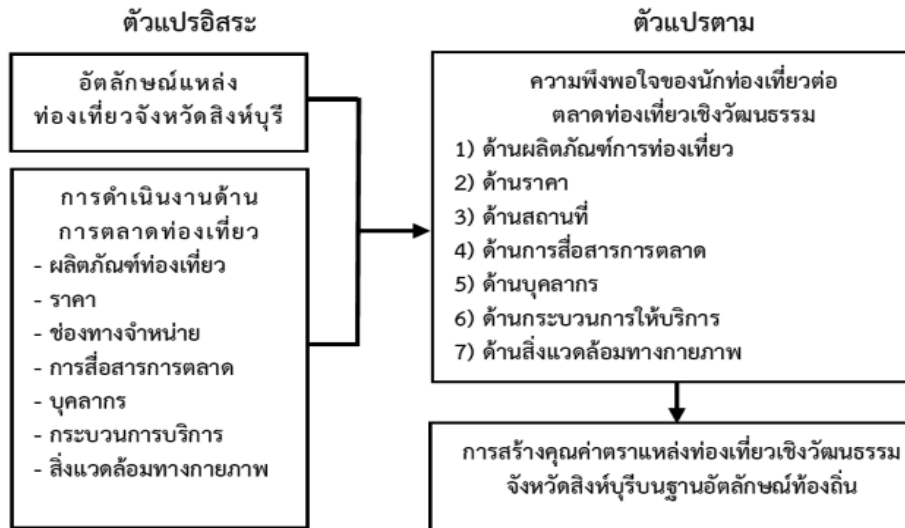 ตัวแปรอิสระ
อัตลักษณ์แหล่ง
ท่องเที่ยวจังหวัดสิงห์บุรี
การดำเนินงานด้าน
การตลาดท่องเที่ยว
- ผลิตภัณฑ์ท่องเที่ยว
- ราคา
- ช่องทางจำหน่าย
- การสื่อสารการตลาด
- บุคลากร
- กระบวนการบริการ
- สิ่งแวดล้อมทางกายภาพ
ตัวแปรตาม
ความพึงพอใจของนักท่องเที่ยวต่อ
ตลาดท่องเที่ยวเชิงวัฒนธรรม
1) ด้านผลิตภัณฑ์การท่องเที่ยว
2) ด้านราคา
3) ด้านสถานที่
4) ด้านการสื่อสารการตลาด
5) ด้านบุคลากร
6) ด้านกระบวนการให้บริการ
7) ด้านสิ่งแวดล้อมทางกายภาพ
การสร้างคุณค่าตราแหล่งท่องเที่ยวเชิงวัฒนธรรม
จังหวัดสิงห์บุรีบนฐานอัตลักษณ์ท้องถิ่น